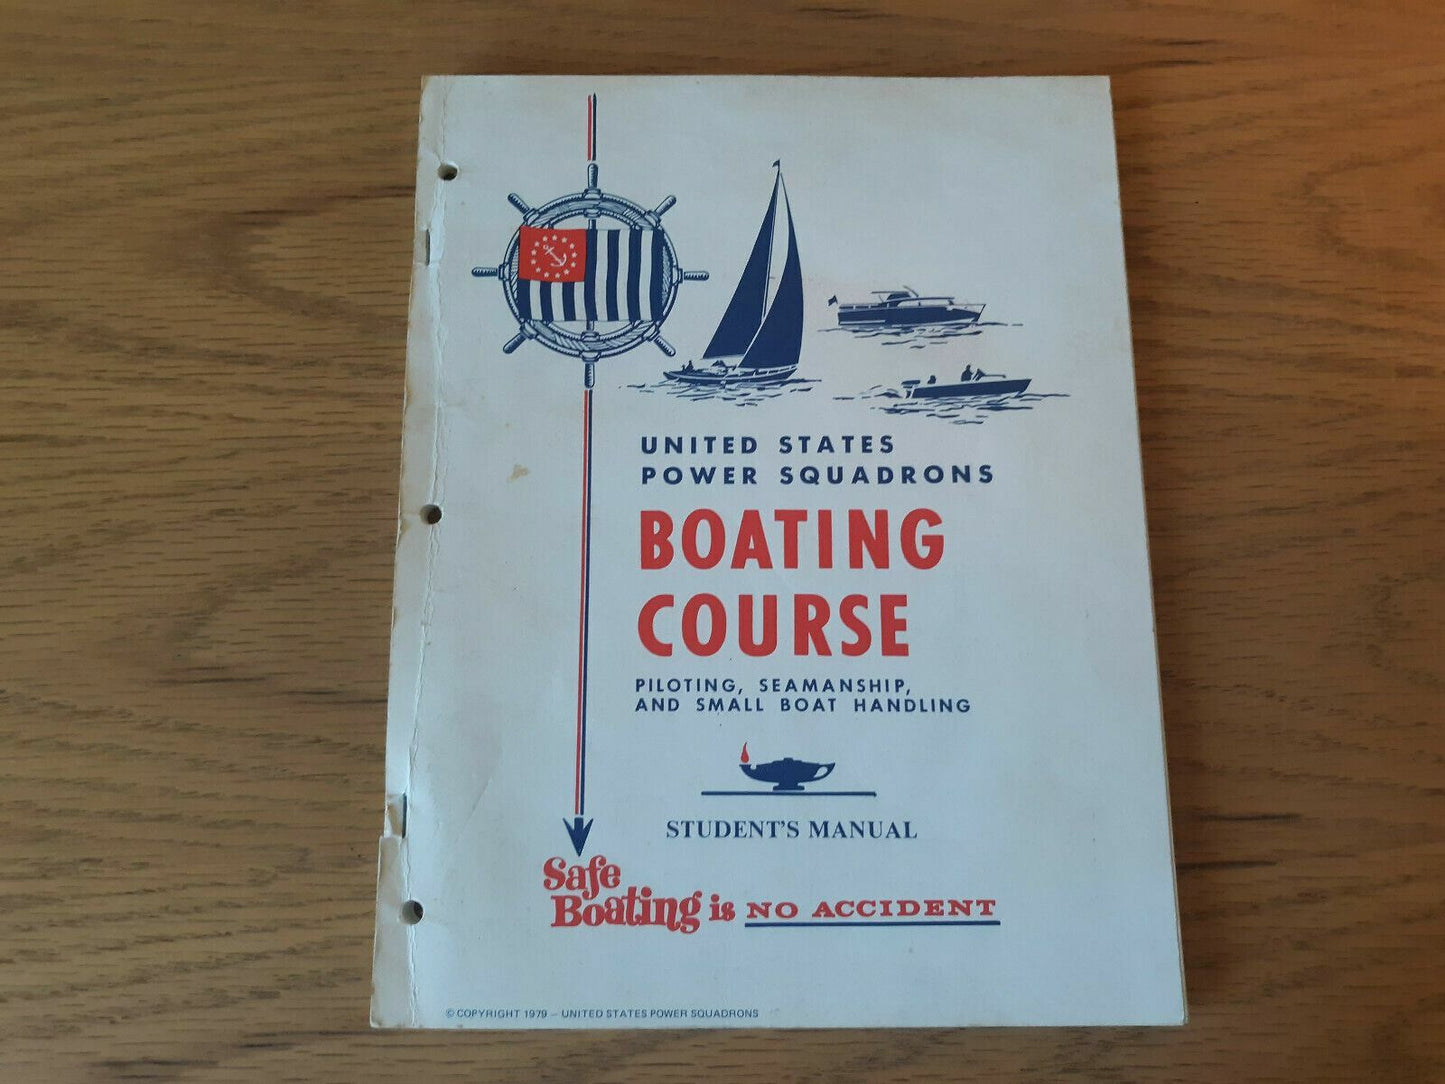 UNITED STATES
POWER SQUADRONS
BOATING
COURSE
PILOTING, SEAMANSHIP,
AND SMALL BOAT HANDLING
STUDENT'S MANUAL
Safe
Boating is NO ACCIDENT
© COPYRIGHT 1979 – UNITED STATES POWER SQUADRONS